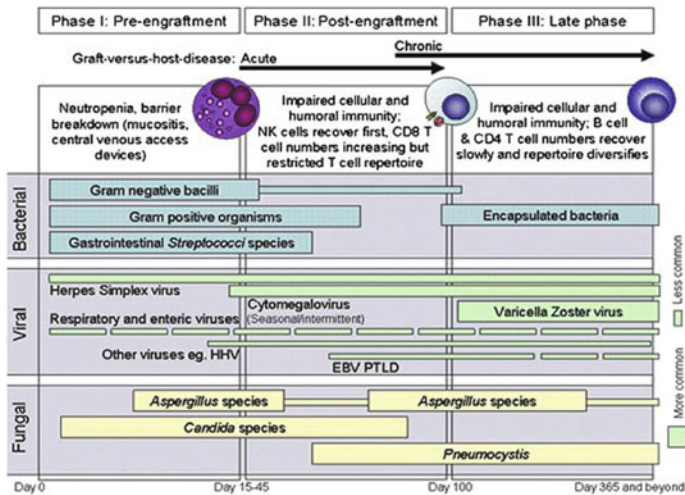 Phase I: Pre-engraftment
Phase II: Post-engraftment
Phase III: Late phase
Chronic
Graft-versus-host-disease: Acute
Neutropenia, barrier
breakdown (mucositis,
central venous access
devices)
Impaired cellular and
humoral immunity;
NK cells recover first, CD8 T
cell numbers increasing but
restricted T cell repertoire
Impaired cellular and
humoral immunity; B cell
& CD4 T cell numbers recover
slowly and repertoire diversifies
Bacterial
Gram negative bacilli
Gram positive organisms
Encapsulated bacteria
Gastrointestinal Streptococci species
Viral
Herpes Simplex virus
Cytomegalovirus
Varicella Zoster virus
Respiratory and enteric viruses
(Seasonal/intermittent)
Other viruses eg. HHV
EBV PTLD
Less common
More common
Fungal
Aspergillus species
Aspergillus species
Candida species
Pneumocystis
Day 0
Day 15-45
Day 100
Day 365 and beyond